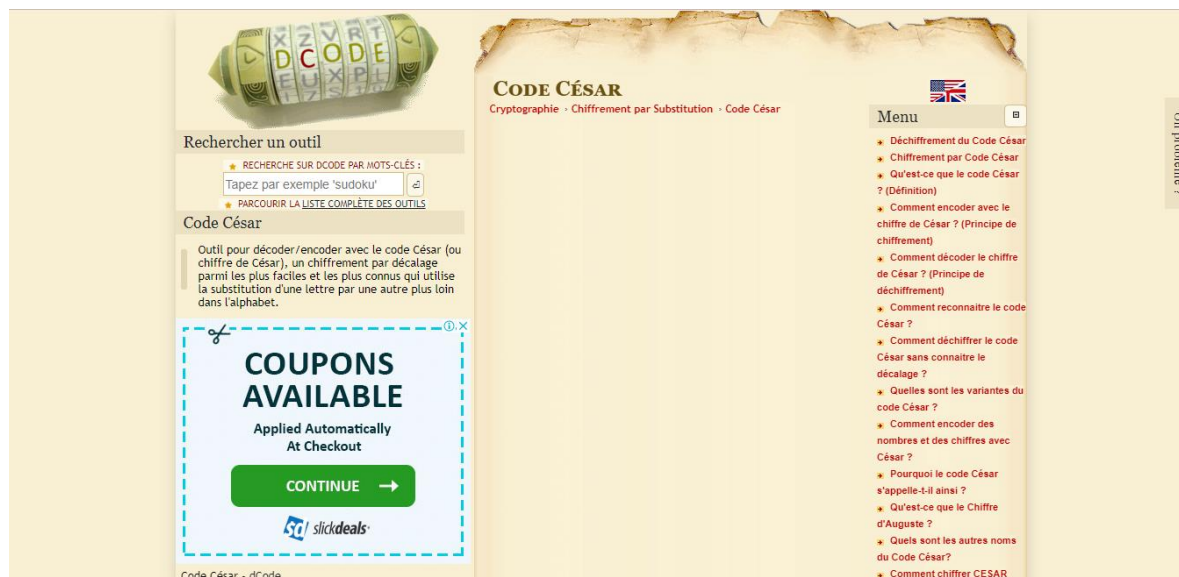 X Z V R T
D C O D E
E U X P L
Rechercher un outil
★ RECHERCHE SUR DCODE PAR MOTS-CLÉS :
Tapez par exemple 'sudoku'
★ PARCOURIR LA LISTE COMPLÈTE DES OUTILS
Code César
Outil pour décoder/encoder avec le code César (ou
chiffre de César), un chiffrement par décalage
parmi les plus faciles et les plus connus qui utilise
la substitution d'une lettre par une autre plus loin
dans l'alphabet.
COUPONS
AVAILABLE
Applied Automatically
At Checkout
CONTINUE →
sd slickdeals
Code César - dCode
CODE CÉSAR
Cryptographie › Chiffrement par Substitution › Code César
Menu
Déchiffrement du Code César
Chiffrement par Code César
Qu'est-ce que le code César
? (Définition)
Comment encoder avec le
chiffre de César ? (Principe de
chiffrement)
Comment décoder le chiffre
de César ? (Principe de
déchiffrement)
Comment reconnaitre le code
César ?
Comment déchiffrer le code
César sans connaitre le
décalage ?
Quelles sont les variantes du
code César ?
Comment encoder des
nombres et des chiffres avec
César ?
Pourquoi le code César
s'appelle-t-il ainsi ?
Qu'est-ce que le Chiffre
d'Auguste ?
Quels sont les autres noms
du Code César?
Comment chiffrer CESAR
problème ?